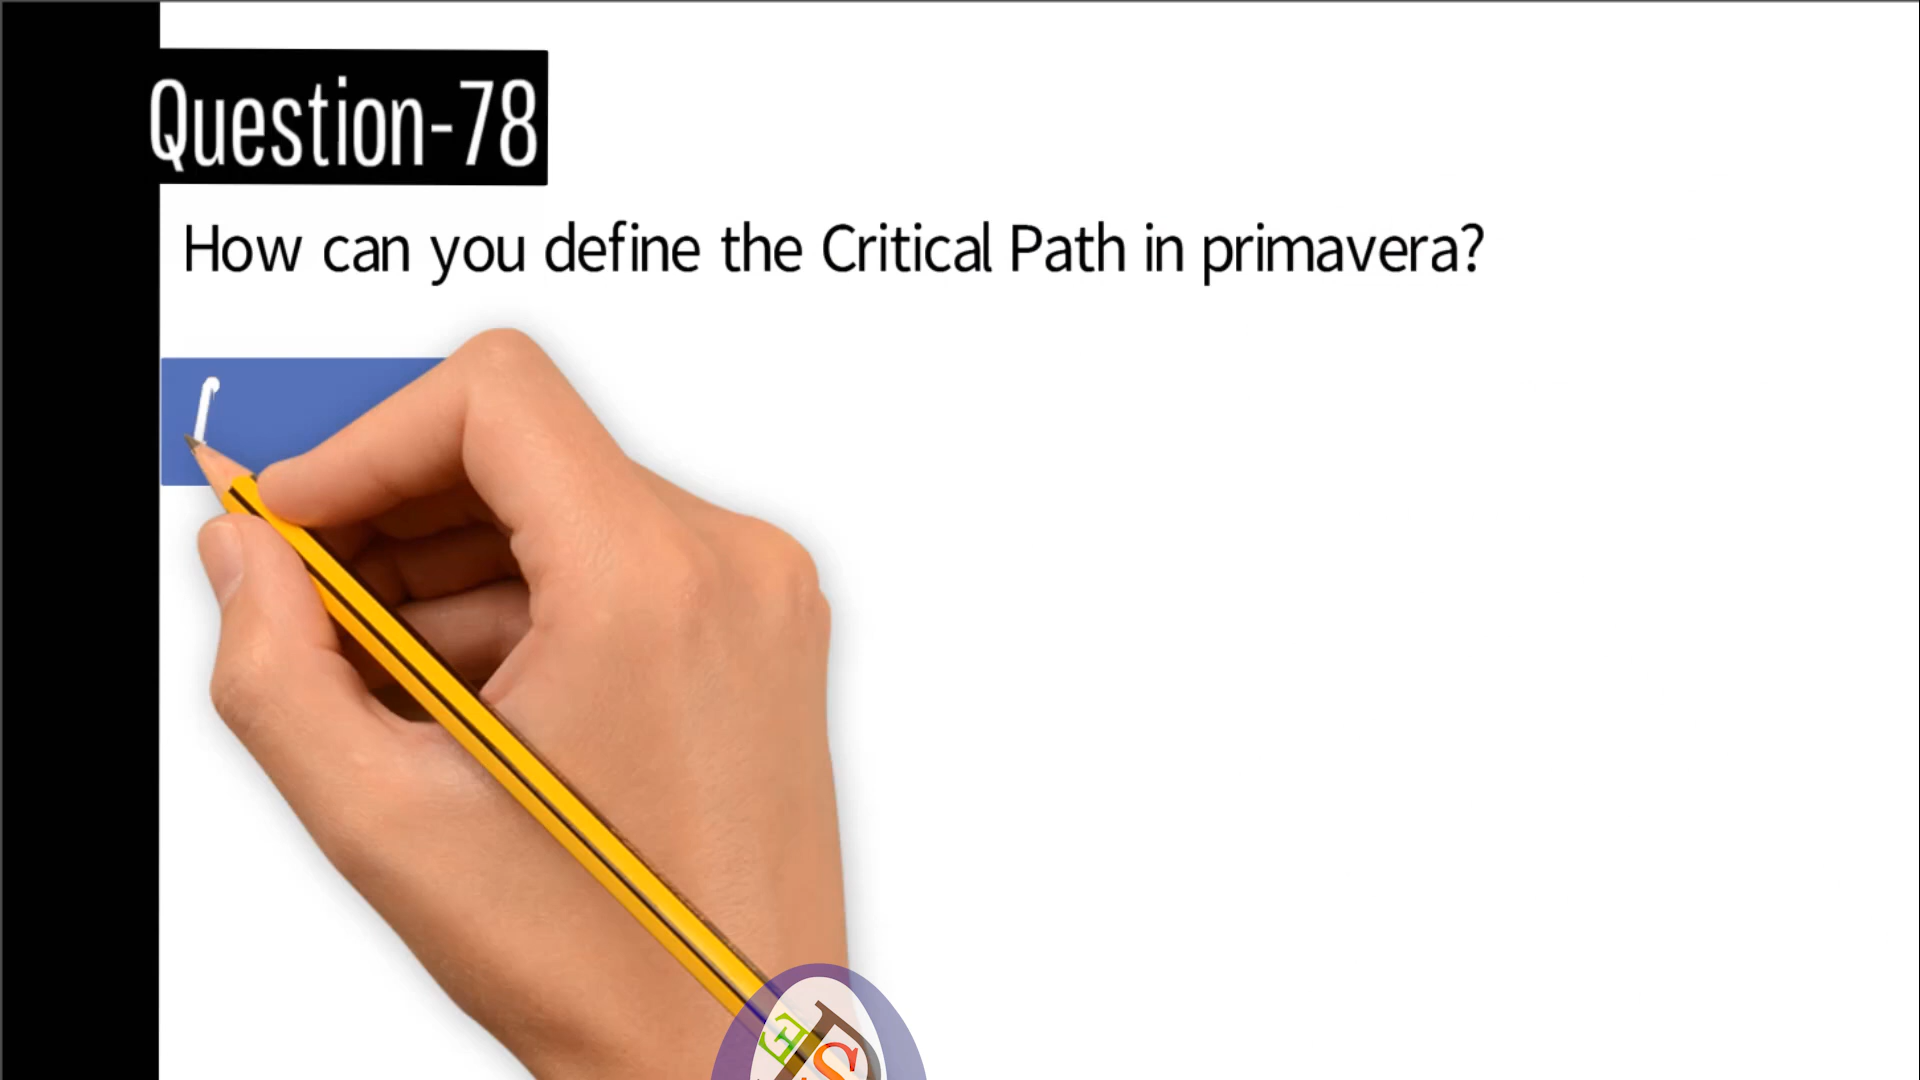 Question-78
How can you define the Critical Path in primavera?